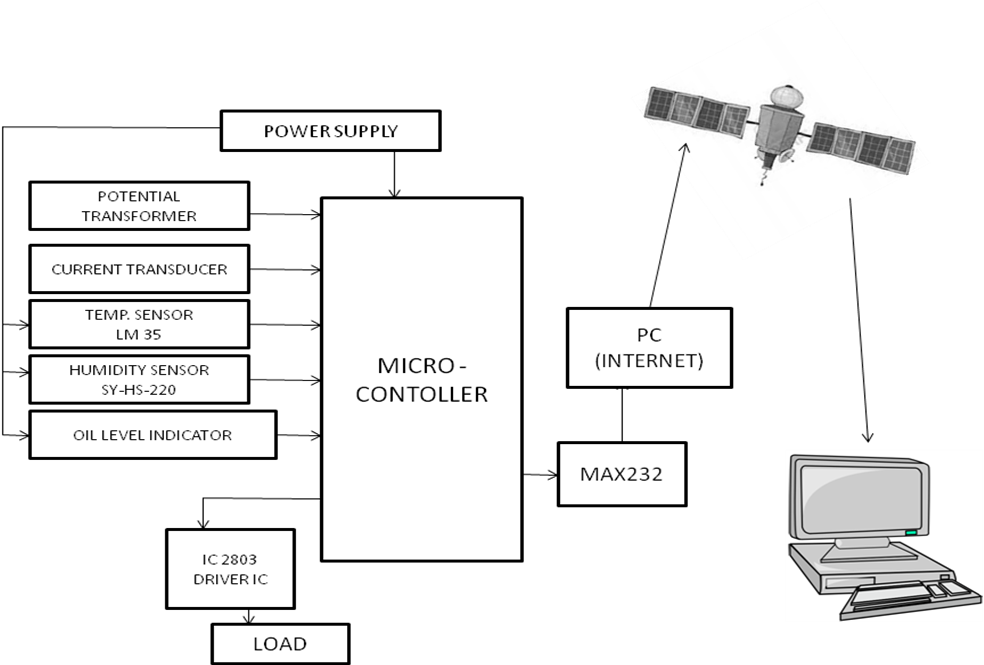 POWER SUPPLY
POTENTIAL
TRANSFORMER
CURRENT TRANSDUCER
TEMP. SENSOR
LM 35
HUMIDITY SENSOR
SY-HS-220
OIL LEVEL INDICATOR
MICRO -
CONTOLLER
PC
(INTERNET)
MAX232
IC 2803
DRIVER IC
LOAD